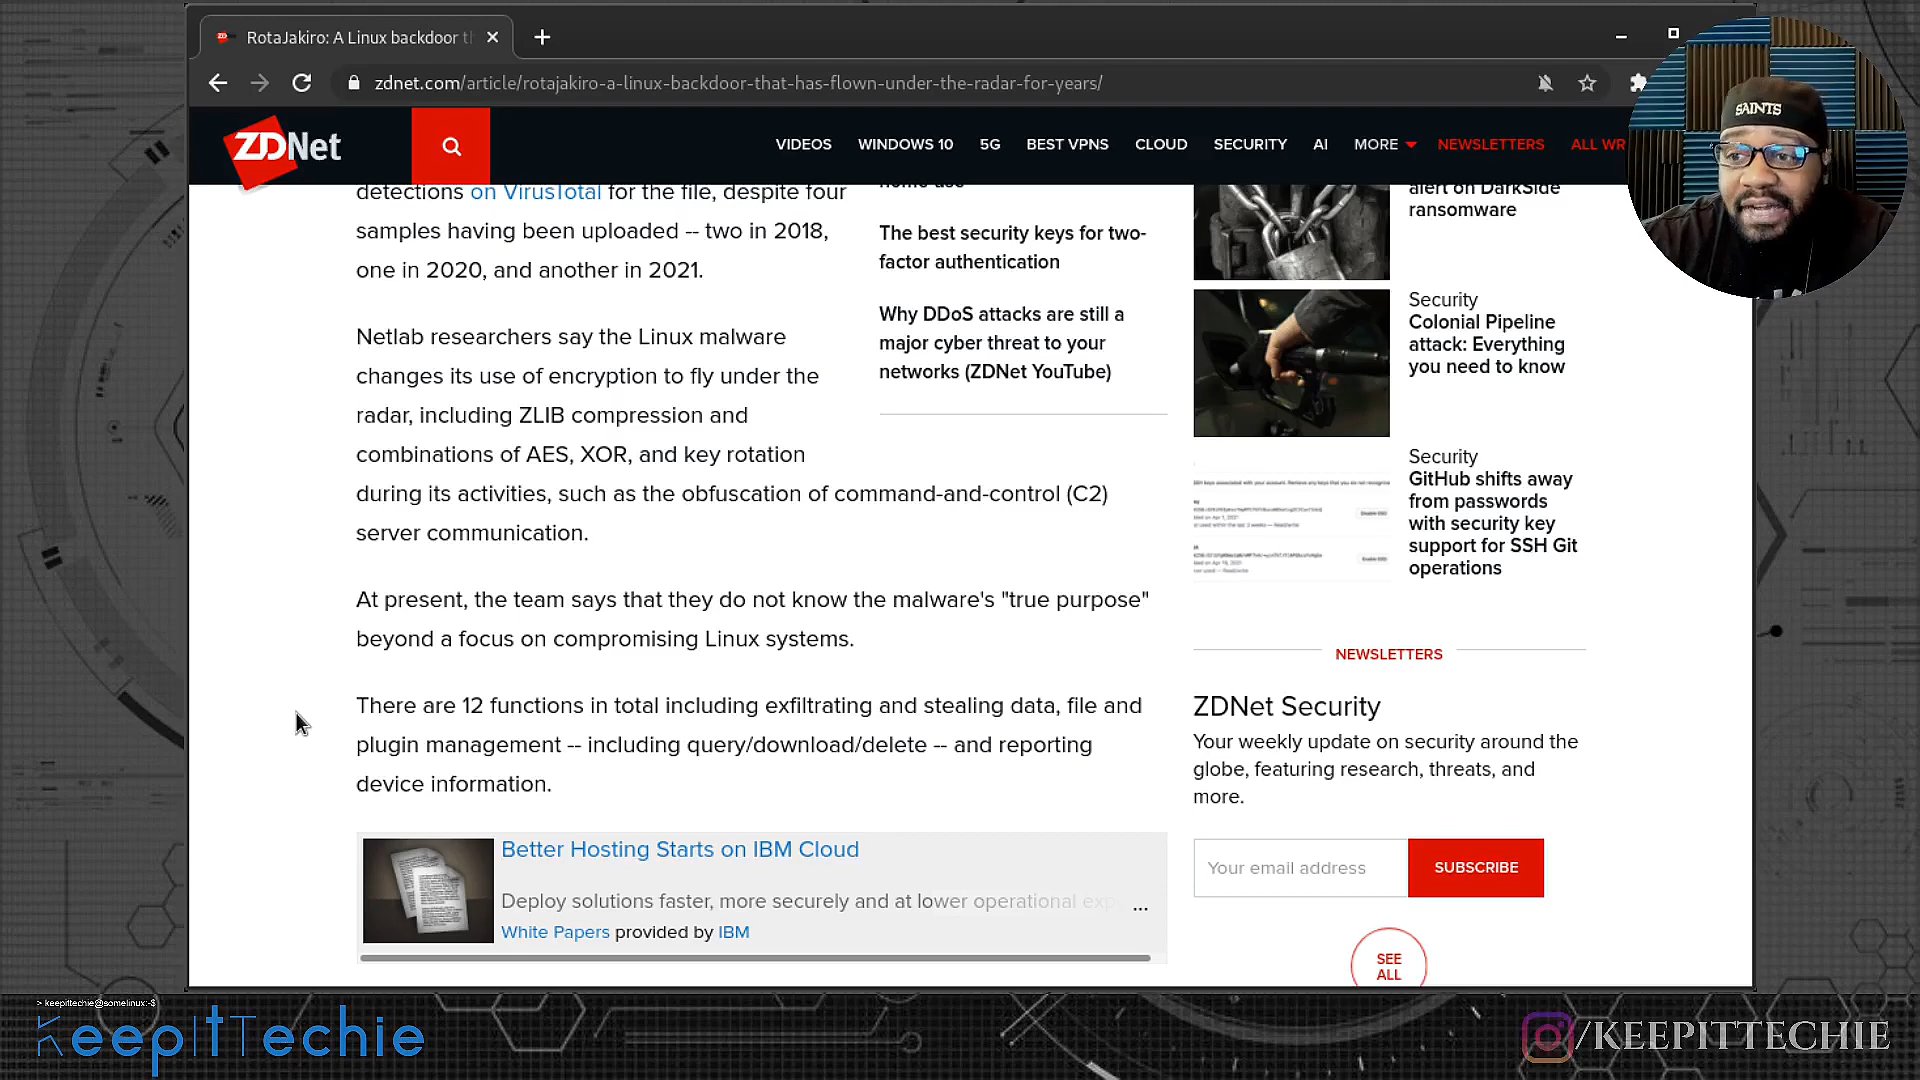 RotaJakiro: A Linux backdoor th
zdnet.com/article/rotajakiro-a-linux-backdoor-that-has-flown-under-the-radar-for-years/
ZDNet
VIDEOS WINDOWS 10 5G BEST VPNS CLOUD SECURITY AI MORE NEWSLETTERS ALL WR
SAINTS
detections on VirusTotal for the file, despite four
samples having been uploaded -- two in 2018,
one in 2020, and another in 2021.
Netlab researchers say the Linux malware
changes its use of encryption to fly under the
radar, including ZLIB compression and
combinations of AES, XOR, and key rotation
during its activities, such as the obfuscation of command-and-control (C2)
server communication.
At present, the team says that they do not know the malware's "true purpose"
beyond a focus on compromising Linux systems.
There are 12 functions in total including exfiltrating and stealing data, file and
plugin management -- including query/download/delete -- and reporting
device information.
Better Hosting Starts on IBM Cloud
Deploy solutions faster, more securely and at lower operational exp
...
White Papers provided by IBM
home use
The best security keys for two-
factor authentication
Why DDoS attacks are still a
major cyber threat to your
networks (ZDNet YouTube)
alert on DarkSide
ransomware
Security
Colonial Pipeline
attack: Everything
you need to know
Security
GitHub shifts away
from passwords
with security key
support for SSH Git
operations
NEWSLETTERS
ZDNet Security
Your weekly update on security around the
globe, featuring research, threats, and
more.
Your email address
SUBSCRIBE
SEE
ALL
> keepittechie@somelinux:~$
KeepItTechie
/KEEPITTECHIE